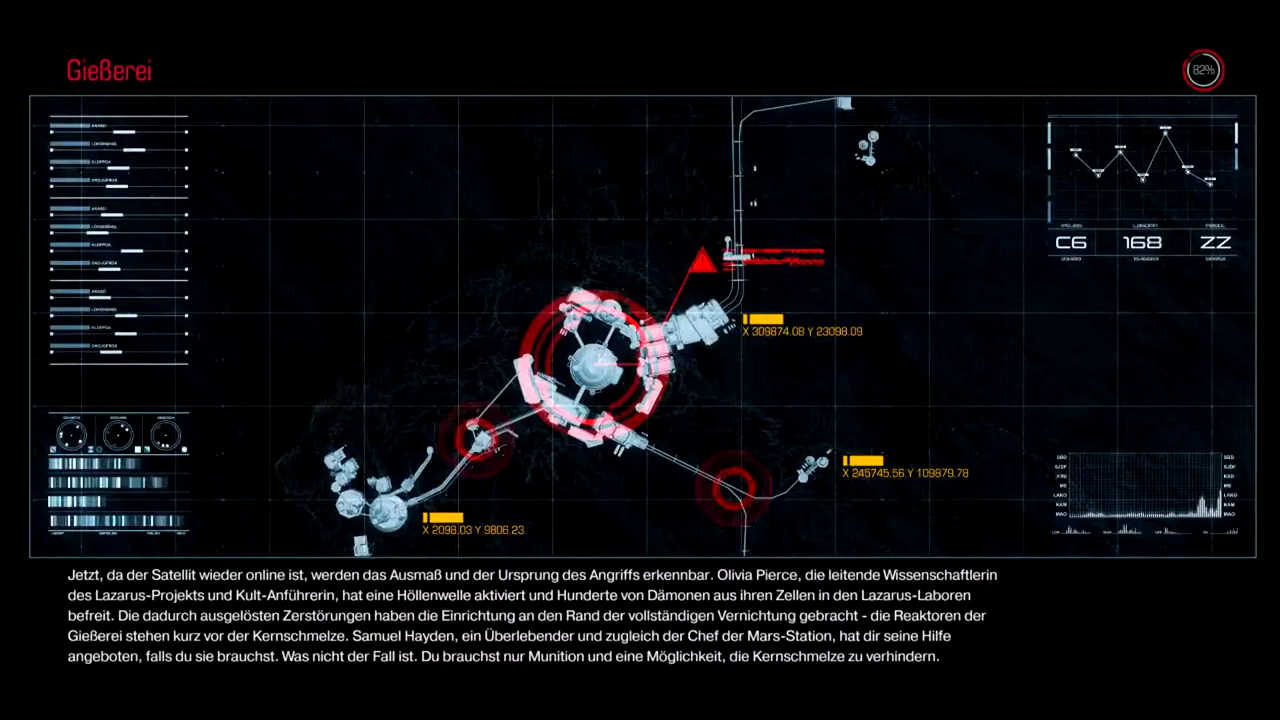 Gießerei
82%
C6 168 ZZ
X 309874.08 Y 23098.09
X 245745.56 Y 109879.78
X 2098.03 Y 9806.23
Jetzt, da der Satellit wieder online ist, werden das Ausmaß und der Ursprung des Angriffs erkennbar. Olivia Pierce, die leitende Wissenschaftlerin
des Lazarus-Projekts und Kult-Anführerin, hat eine Höllenwelle aktiviert und Hunderte von Dämonen aus ihren Zellen in den Lazarus-Laboren
befreit. Die dadurch ausgelösten Zerstörungen haben die Einrichtung an den Rand der vollständigen Vernichtung gebracht - die Reaktoren der
Gießerei stehen kurz vor der Kernschmelze. Samuel Hayden, ein Überlebender und zugleich der Chef der Mars-Station, hat dir seine Hilfe
angeboten, falls du sie brauchst. Was nicht der Fall ist. Du brauchst nur Munition und eine Möglichkeit, die Kernschmelze zu verhindern.